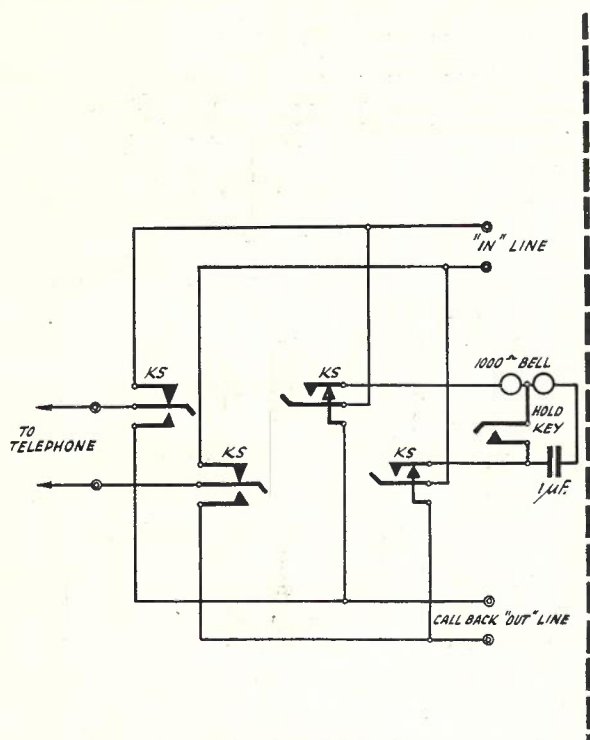 "IN" LINE
KS
KS
1000^ BELL
HOLD
KEY
TO
TELEPHONE
KS
KS
1µF.
CALL BACK "OUT" LINE